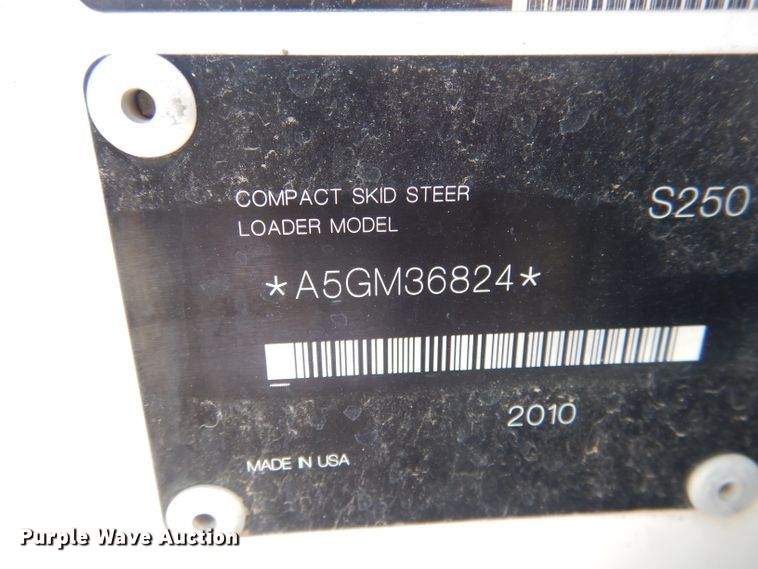 COMPACT SKID STEER
LOADER MODEL
S250
*A5GM36824*
2010
MADE IN USA
Purple Wave Auction